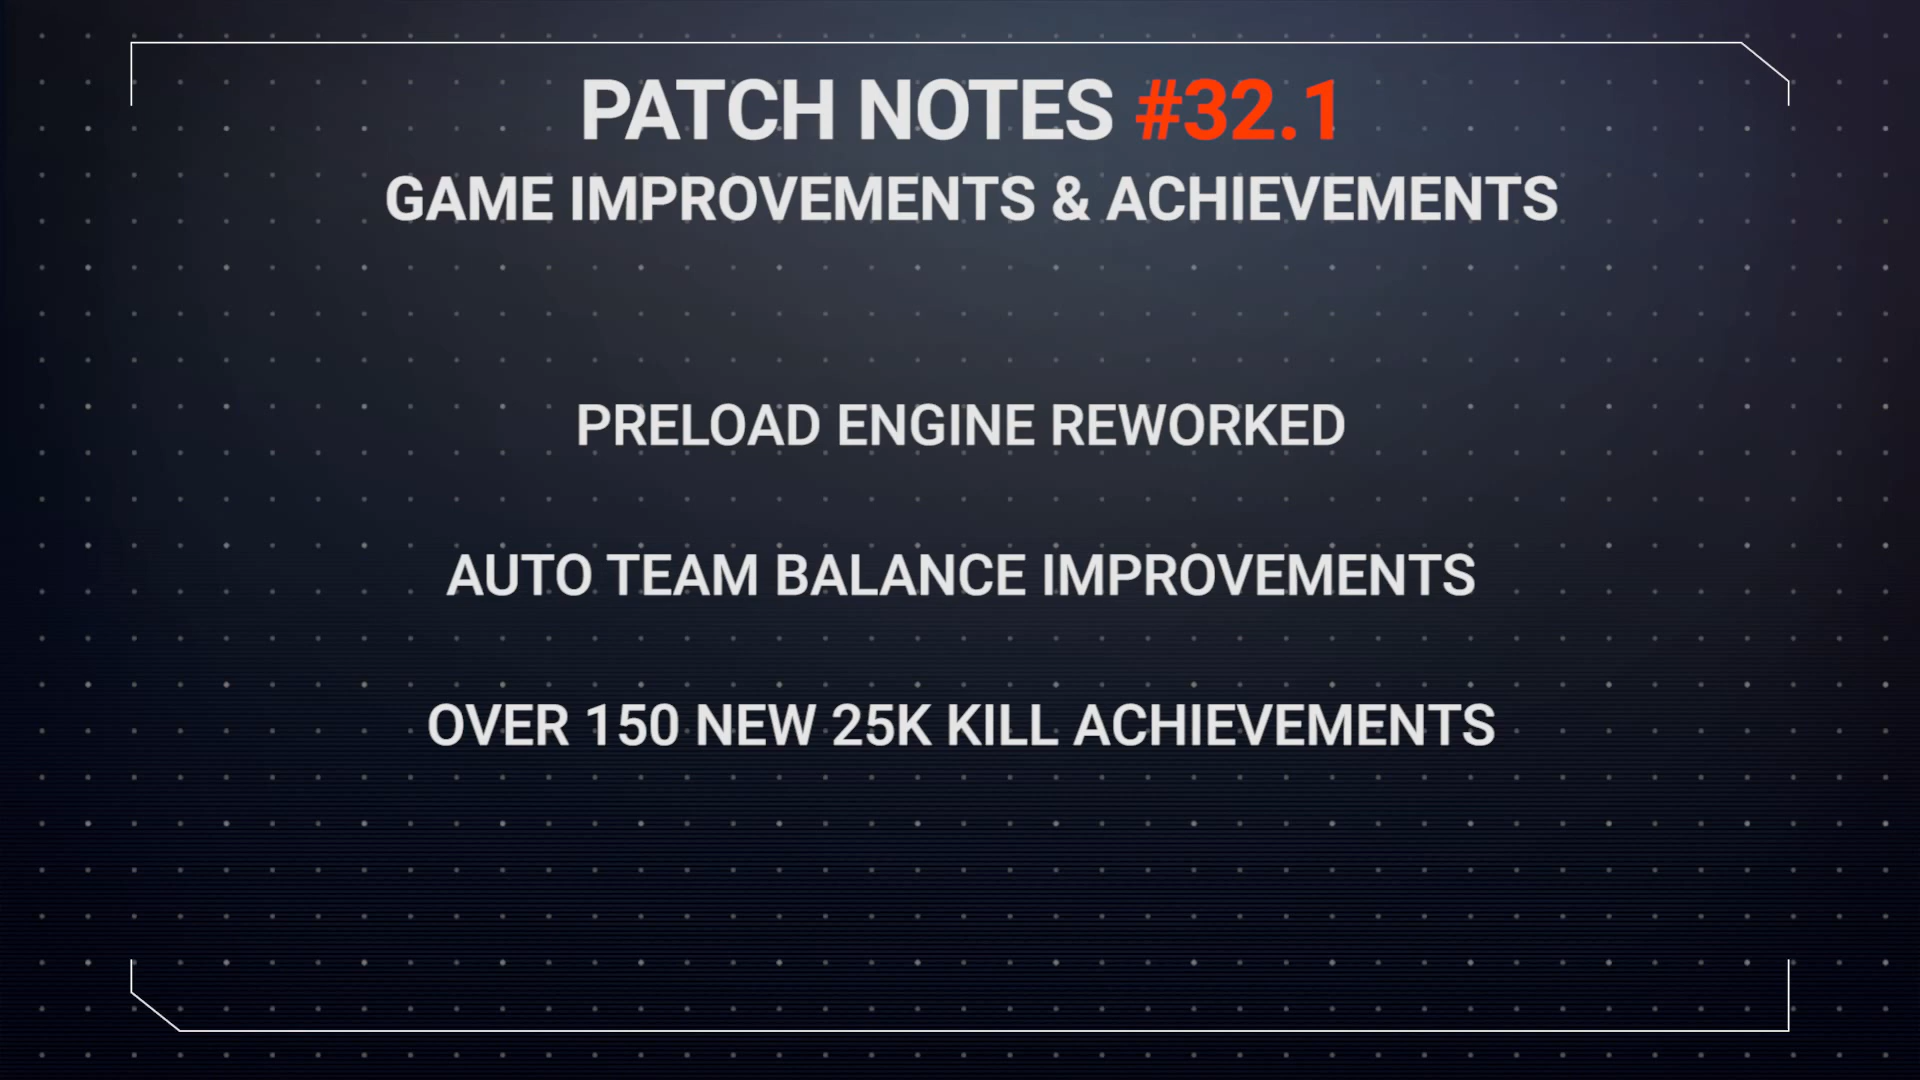 PATCH NOTES #32.1
GAME IMPROVEMENTS & ACHIEVEMENTS
PRELOAD ENGINE REWORKED
AUTO TEAM BALANCE IMPROVEMENTS
OVER 150 NEW 25K KILL ACHIEVEMENTS